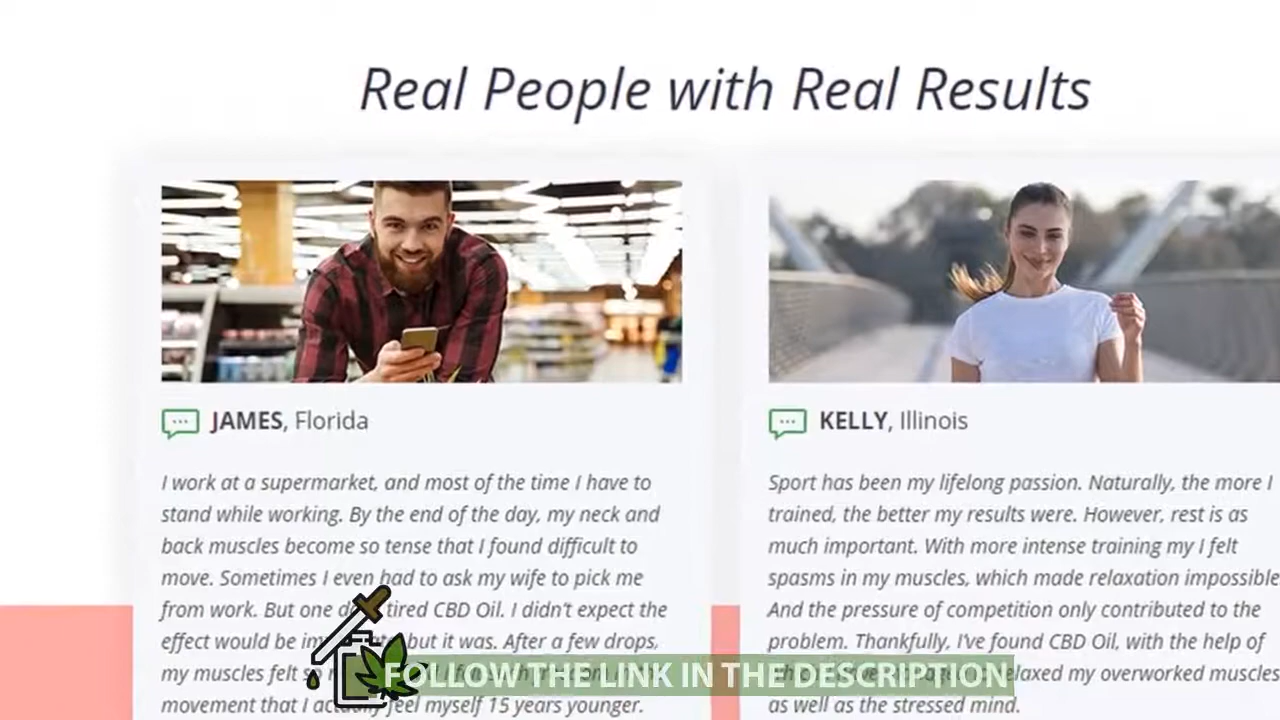 Real People with Real Results
JAMES, Florida
I work at a supermarket, and most of the time I have to
stand while working. By the end of the day, my neck and
back muscles become so tense that I found difficult to
move. Sometimes I even had to ask my wife to pick me
from work. But one d tired CBD Oil. I didn't expect the
effect would be im but it was. After a few drops,
my muscles felt
movement that I actually feel myself 15 years younger.
KELLY, Illinois
Sport has been my lifelong passion. Naturally, the more I
trained, the better my results were. However, rest is as
much important. With more intense training my I felt
spasms in my muscles, which made relaxation impossible
And the pressure of competition only contributed to the
problem. Thankfully, I've found CBD Oil, with the help of
elaxed my overworked muscles
as well as the stressed mind.
FOLLOW THE LINK IN THE DESCRIPTION